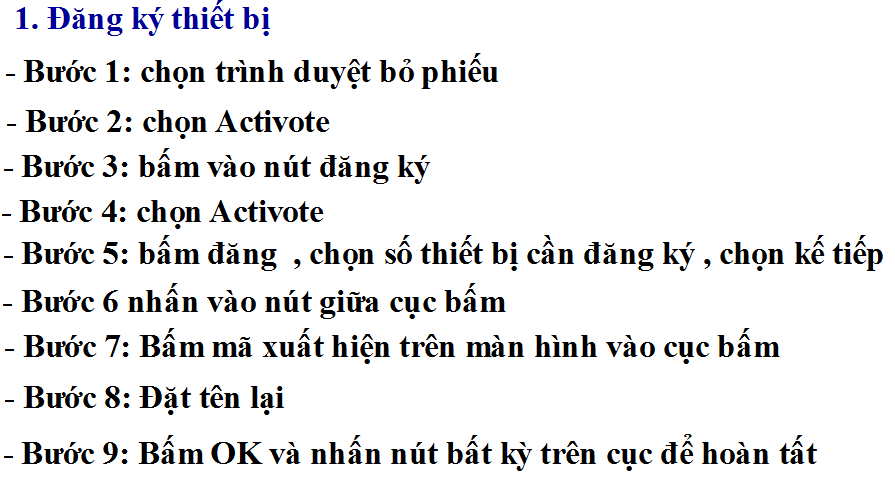 1. Đăng ký thiết bị
- Bước 1: chọn trình duyệt bỏ phiếu
- Bước 2: chọn Activote
- Bước 3: bấm vào nút đăng ký
- Bước 4: chọn Activote
- Bước 5: bấm đăng , chọn số thiết bị cần đăng ký , chọn kế tiếp
- Bước 6 nhấn vào nút giữa cục bấm
- Bước 7: Bấm mã xuất hiện trên màn hình vào cục bấm
- Bước 8: Đặt tên lại
- Bước 9: Bấm OK và nhấn nút bất kỳ trên cục để hoàn tất